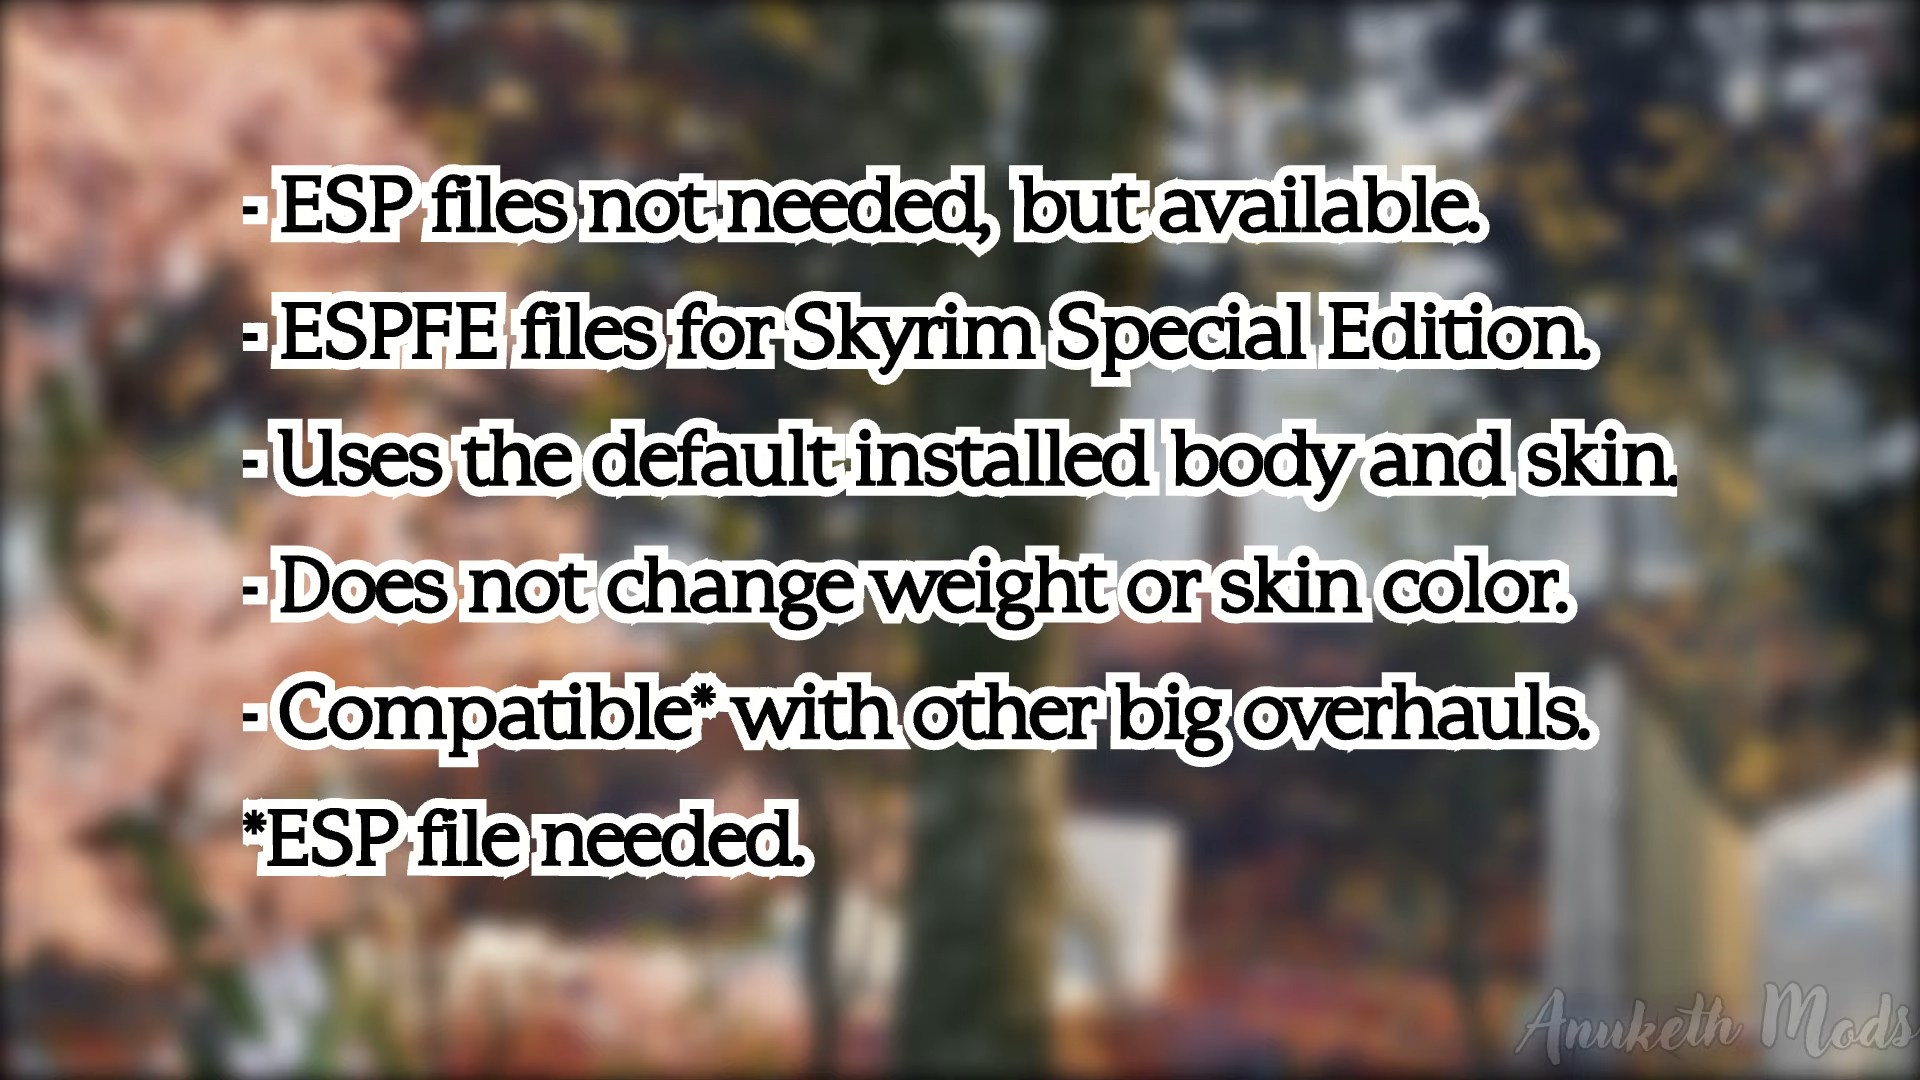 - ESP files not needed, but available.
- ESPFE files for Skyrim Special Edition.
- Uses the default installed body and skin.
- Does not change weight or skin color.
- Compatible* with other big overhauls.
*ESP file needed.
Anuketh Mods